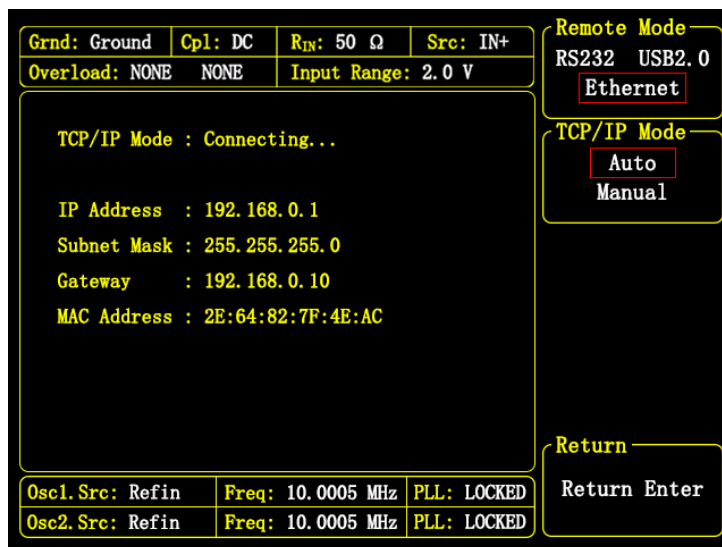 Grnd: Ground Cpl: DC RIN: 50 Ω Src: IN+
Overload: NONE NONE Input Range: 2.0 V
TCP/IP Mode : Connecting...
IP Address : 192.168.0.1
Subnet Mask : 255.255.255.0
Gateway : 192.168.0.10
MAC Address : 2E:64:82:7F:4E:AC
Osc1.Src: Refin Freq: 10.0005 MHz PLL: LOCKED
Osc2.Src: Refin Freq: 10.0005 MHz PLL: LOCKED
Remote Mode
RS232 USB2.0
Ethernet
TCP/IP Mode
Auto
Manual
Return
Return Enter